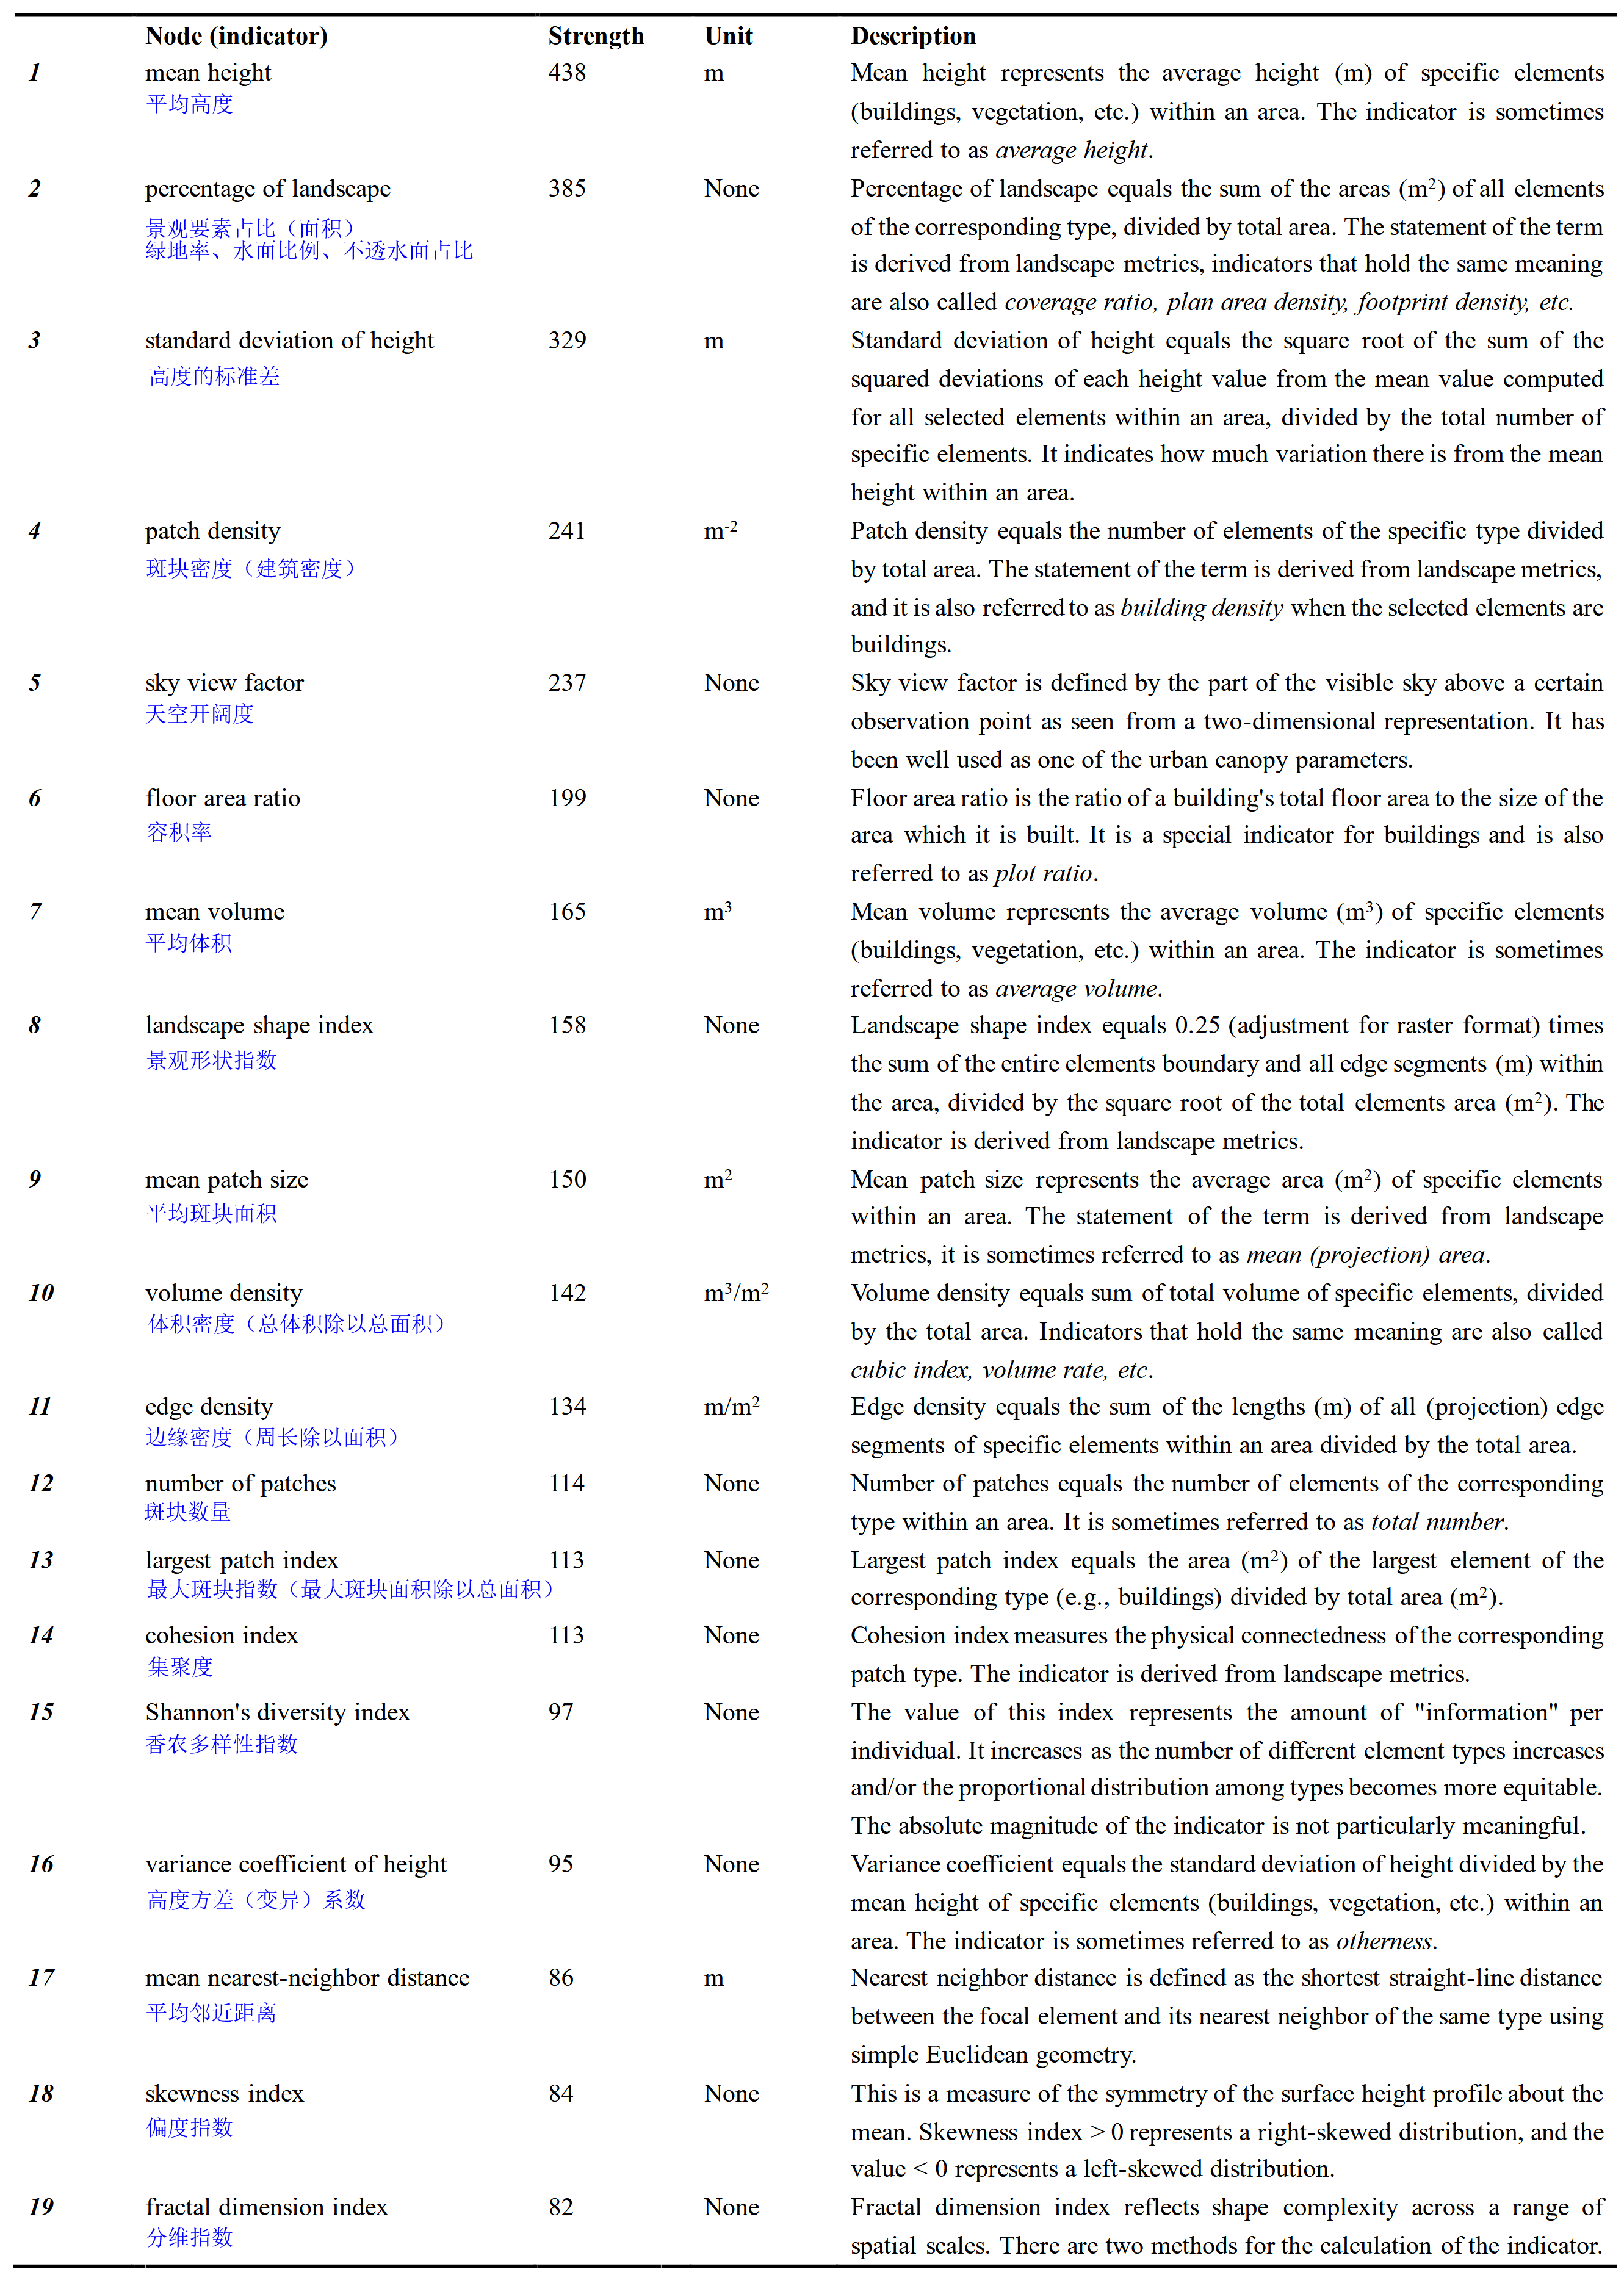 Node (indicator) Strength Unit Description
1 mean height 438 m Mean height represents the average height (m) of specific elements
平均高度 (buildings, vegetation, etc.) within an area. The indicator is sometimes
referred to as average height.
2 percentage of landscape 385 None Percentage of landscape equals the sum of the areas (m²) of all elements
景观要素占比（面积） of the corresponding type, divided by total area. The statement of the term
绿地率、水面比例、不透水面占比 is derived from landscape metrics, indicators that hold the same meaning
are also called coverage ratio, plan area density, footprint density, etc.
3 standard deviation of height 329 m Standard deviation of height equals the square root of the sum of the
高度的标准差 squared deviations of each height value from the mean value computed
for all selected elements within an area, divided by the total number of
specific elements. It indicates how much variation there is from the mean
height within an area.
4 patch density 241 m⁻² Patch density equals the number of elements of the specific type divided
斑块密度（建筑密度） by total area. The statement of the term is derived from landscape metrics,
and it is also referred to as building density when the selected elements are
buildings.
5 sky view factor 237 None Sky view factor is defined by the part of the visible sky above a certain
天空开阔度 observation point as seen from a two-dimensional representation. It has
been well used as one of the urban canopy parameters.
6 floor area ratio 199 None Floor area ratio is the ratio of a building's total floor area to the size of the
容积率 area which it is built. It is a special indicator for buildings and is also
referred to as plot ratio.
7 mean volume 165 m³ Mean volume represents the average volume (m³) of specific elements
平均体积 (buildings, vegetation, etc.) within an area. The indicator is sometimes
referred to as average volume.
8 landscape shape index 158 None Landscape shape index equals 0.25 (adjustment for raster format) times
景观形状指数 the sum of the entire elements boundary and all edge segments (m) within
the area, divided by the square root of the total elements area (m²). The
indicator is derived from landscape metrics.
9 mean patch size 150 m² Mean patch size represents the average area (m²) of specific elements
平均斑块面积 within an area. The statement of the term is derived from landscape
metrics, it is sometimes referred to as mean (projection) area.
10 volume density 142 m³/m² Volume density equals sum of total volume of specific elements, divided
体积密度（总体积除以总面积） by the total area. Indicators that hold the same meaning are also called
cubic index, volume rate, etc.
11 edge density 134 m/m² Edge density equals the sum of the lengths (m) of all (projection) edge
边缘密度（周长除以面积） segments of specific elements within an area divided by the total area.
12 number of patches 114 None Number of patches equals the number of elements of the corresponding
斑块数量 type within an area. It is sometimes referred to as total number.
13 largest patch index 113 None Largest patch index equals the area (m²) of the largest element of the
最大斑块指数（最大斑块面积除以总面积） corresponding type (e.g., buildings) divided by total area (m²).
14 cohesion index 113 None Cohesion index measures the physical connectedness of the corresponding
集聚度 patch type. The indicator is derived from landscape metrics.
15 Shannon's diversity index 97 None The value of this index represents the amount of "information" per
香农多样性指数 individual. It increases as the number of different element types increases
and/or the proportional distribution among types becomes more equitable.
The absolute magnitude of the indicator is not particularly meaningful.
16 variance coefficient of height 95 None Variance coefficient equals the standard deviation of height divided by the
高度方差（变异）系数 mean height of specific elements (buildings, vegetation, etc.) within an
area. The indicator is sometimes referred to as otherness.
17 mean nearest-neighbor distance 86 m Nearest neighbor distance is defined as the shortest straight-line distance
平均邻近距离 between the focal element and its nearest neighbor of the same type using
simple Euclidean geometry.
18 skewness index 84 None This is a measure of the symmetry of the surface height profile about the
偏度指数 mean. Skewness index > 0 represents a right-skewed distribution, and the
value < 0 represents a left-skewed distribution.
19 fractal dimension index 82 None Fractal dimension index reflects shape complexity across a range of
分维指数 spatial scales. There are two methods for the calculation of the indicator.